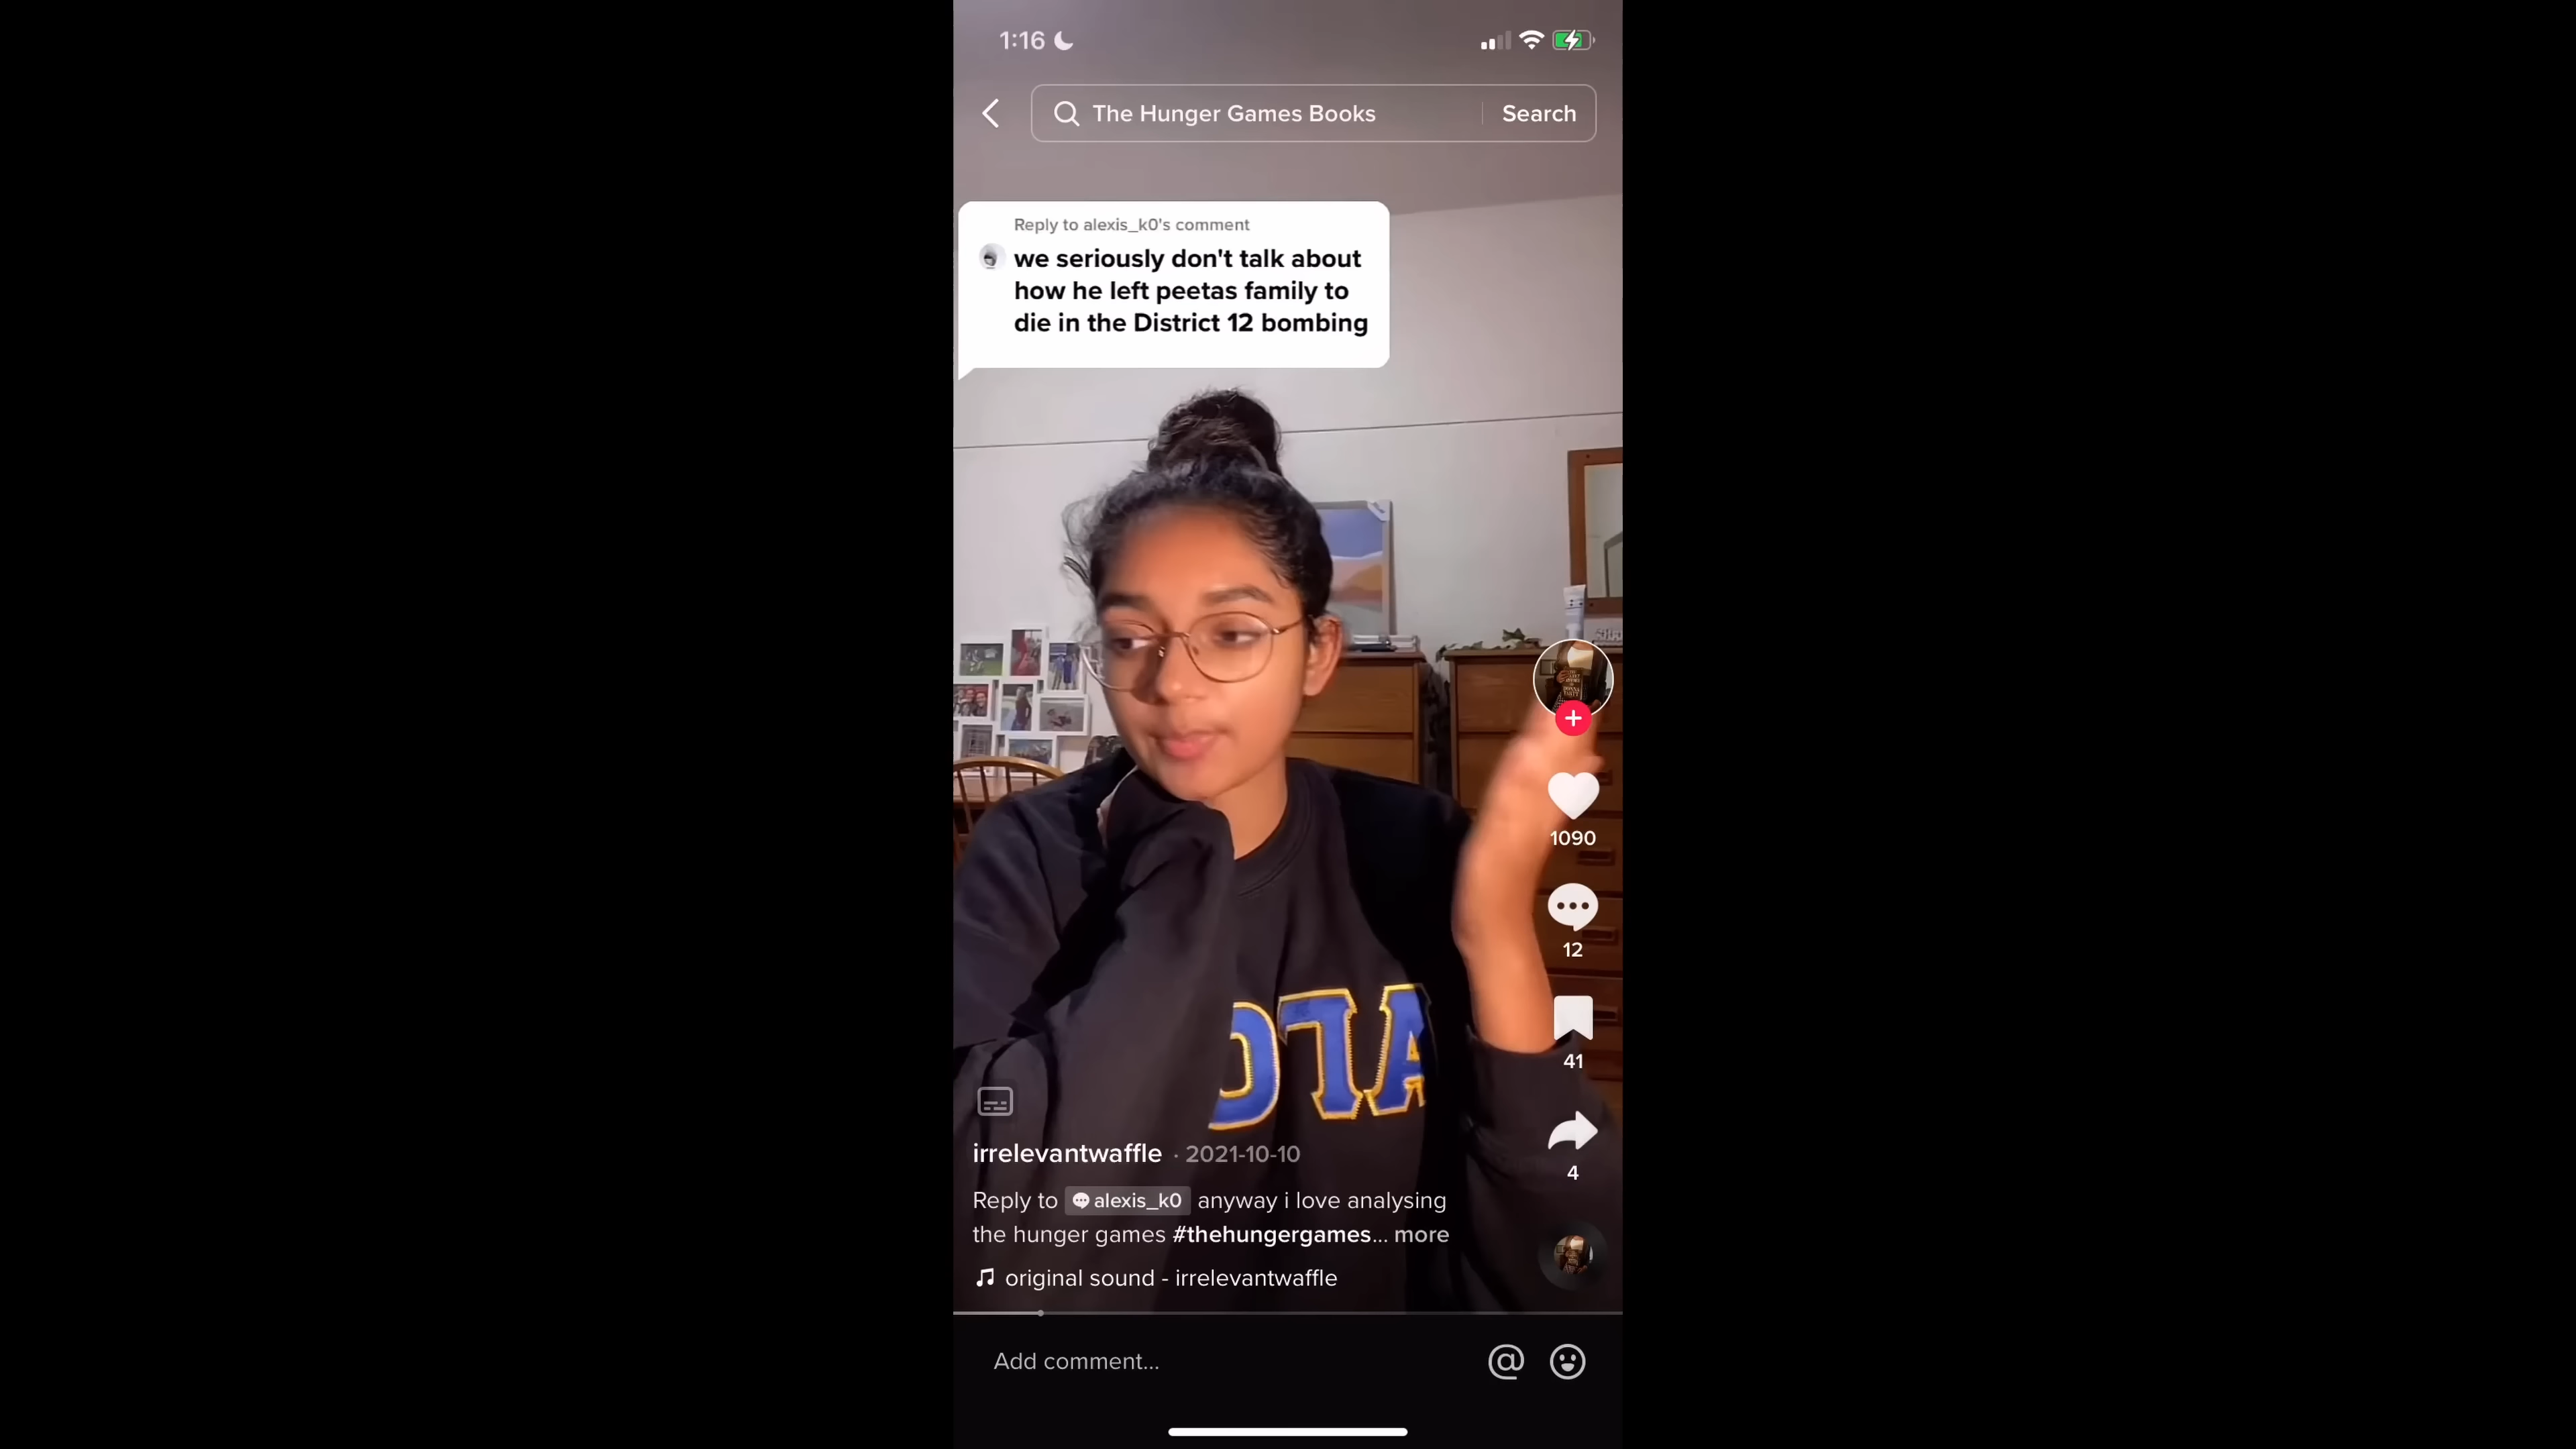 1:16
The Hunger Games Books
Search
Reply to alexis_k0's comment
we seriously don't talk about
how he left peetas family to
die in the District 12 bombing
1090
12
41
4
irrelevantwaffle · 2021-10-10
Reply to alexis_k0 anyway i love analysing
the hunger games #thehungergames... more
original sound - irrelevantwaffle
Add comment...